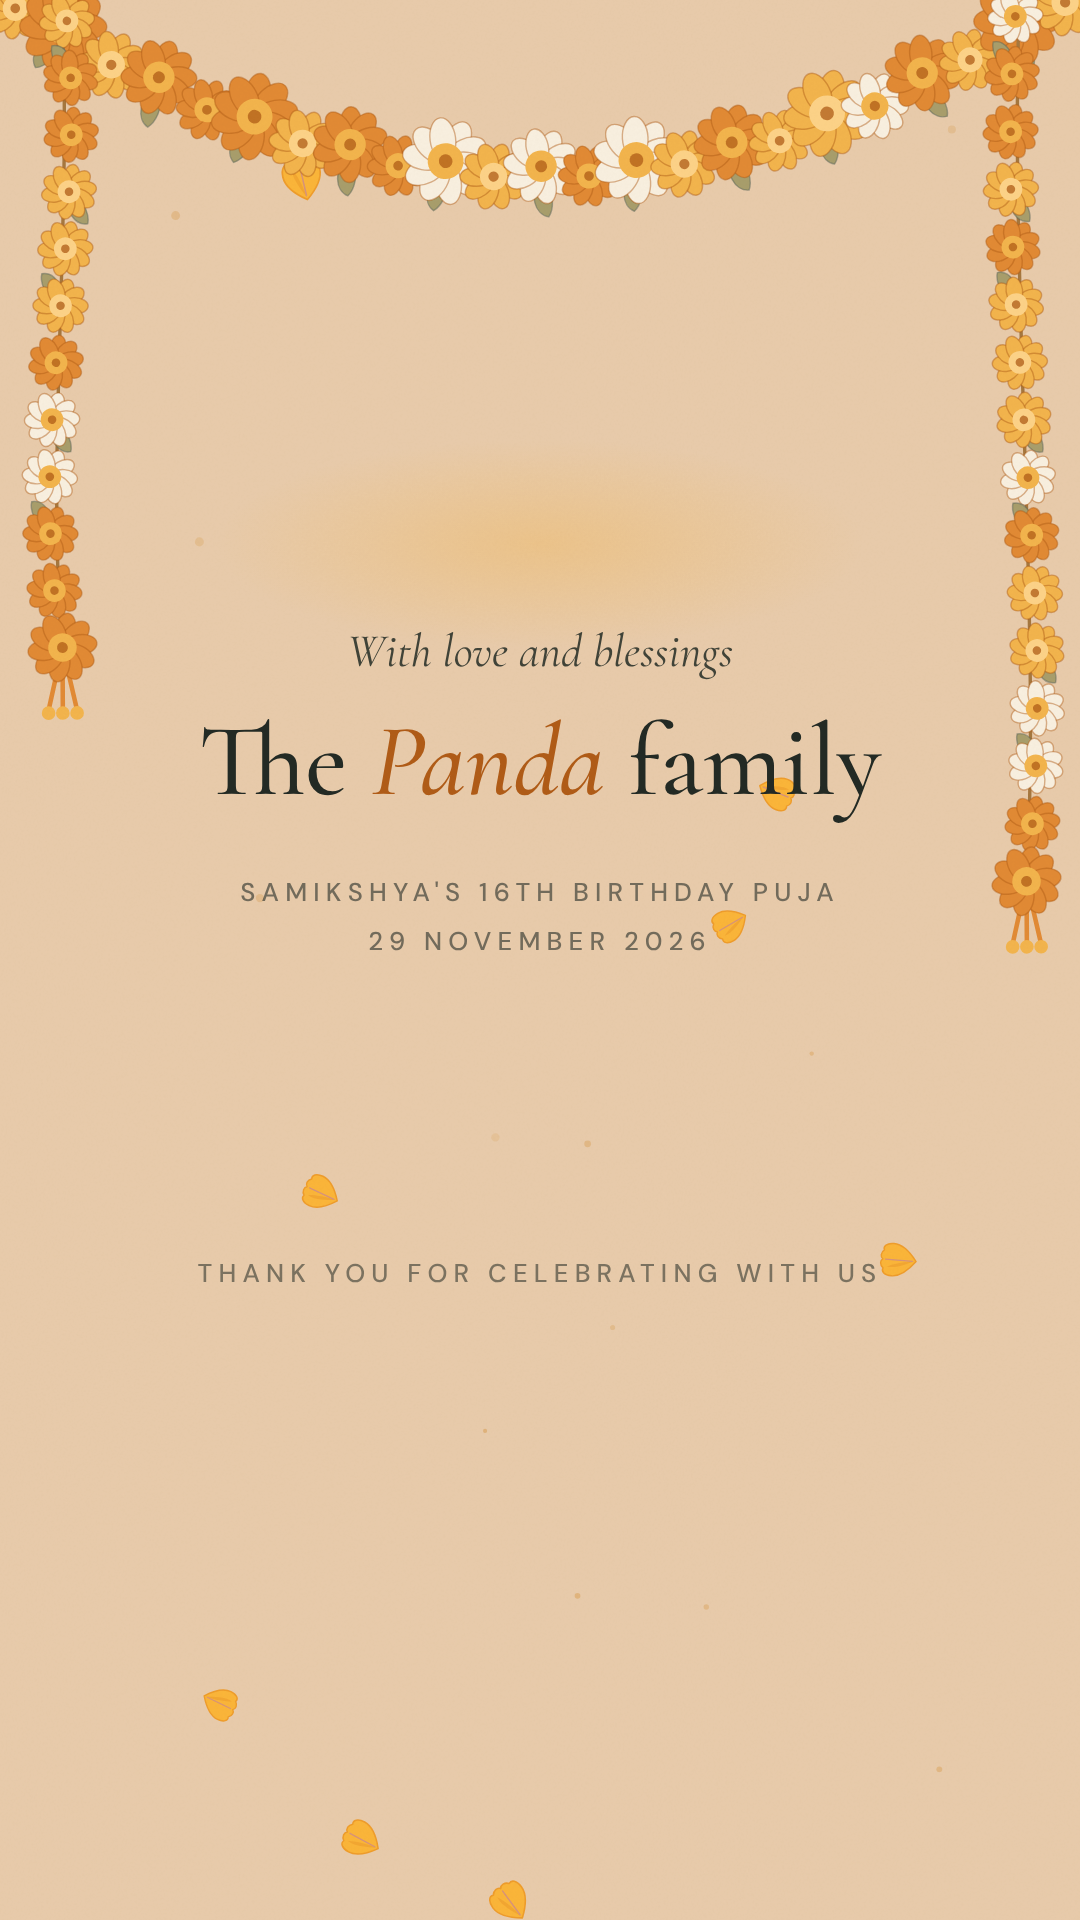 With love and blessings
The Panda family
SAMIKSHYA'S 16TH BIRTHDAY PUJA
29 NOVEMBER 2026
THANK YOU FOR CELEBRATING WITH US